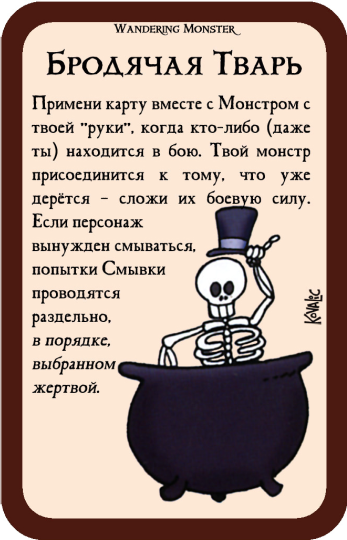 Wandering Monster
Бродячая Тварь
Примени карту вместе с Монстром с
твоей "руки", когда кто-либо (даже
ты) находится в бою. Твой монстр
присоединится к тому, что уже
дерётся – сложи их боевую силу.
Если персонаж
вынужден смываться,
попытки Смывки
проводятся
раздельно,
в порядке,
выбранном
жертвой.
Kovalic